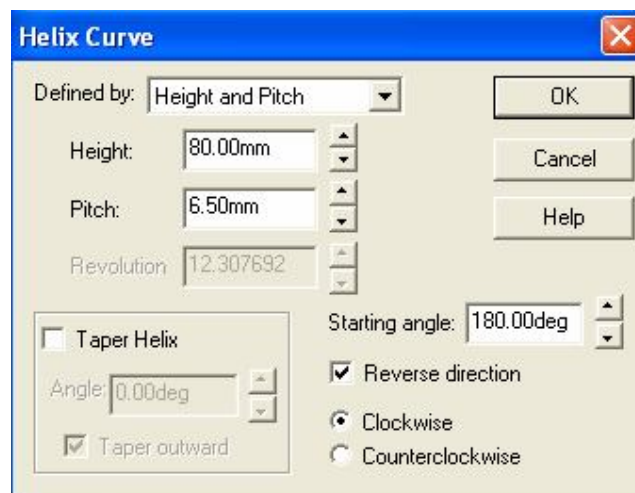 Helix Curve
Defined by: Height and Pitch
OK
Height: 80.00mm
Cancel
Pitch: 6.50mm
Help
Revolution 12.307692
Starting angle: 180.00deg
Taper Helix
Reverse direction
Angle: 0.00deg
Clockwise
Taper outward
Counterclockwise